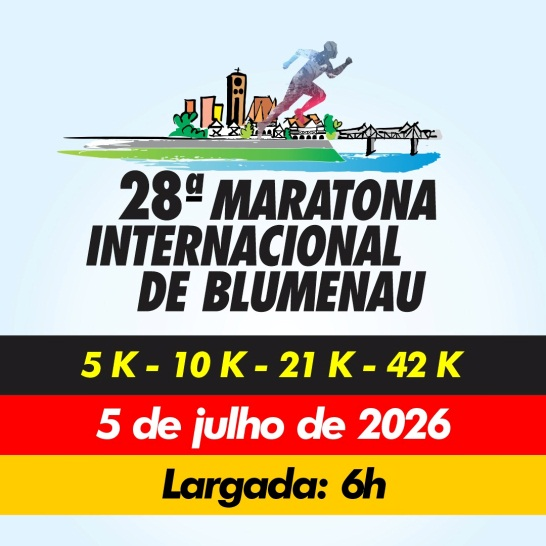 28ª MARATONA
INTERNACIONAL
DE BLUMENAU
5 K - 10 K - 21 K - 42 K
5 de julho de 2026
Largada: 6h